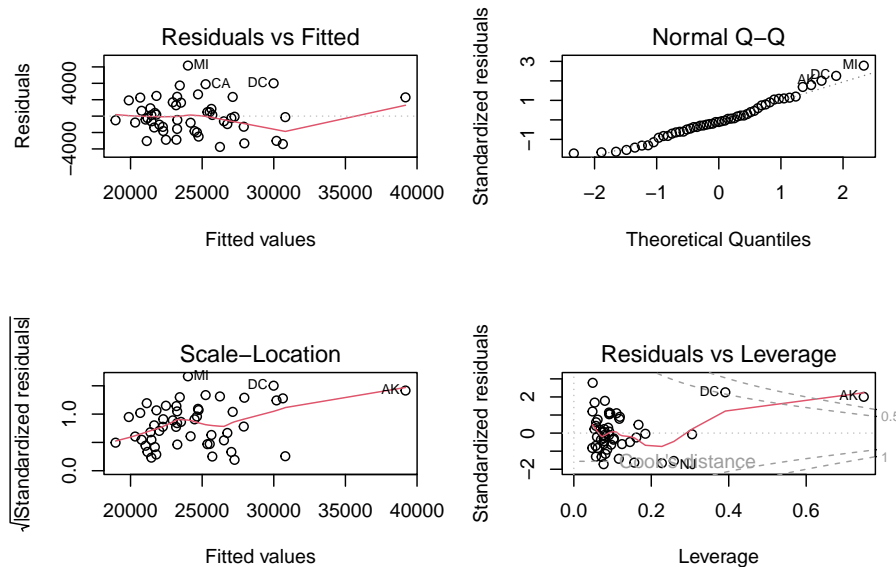 Residuals vs Fitted
Residuals
−4000
4000
MI
CA
DC
20000 25000 30000 35000 40000
Fitted values
Normal Q−Q
Standardized residuals
−1
1
3
MI
DC
AK
−2 −1 0 1 2
Theoretical Quantiles
Scale−Location
√|Standardized residuals|
0.0
1.0
MI
DC
AK
20000 25000 30000 35000 40000
Fitted values
Residuals vs Leverage
Standardized residuals
−2
0
1
2
DC
AK
NJ
Cook's distance
0.5
1
0.0 0.2 0.4 0.6
Leverage